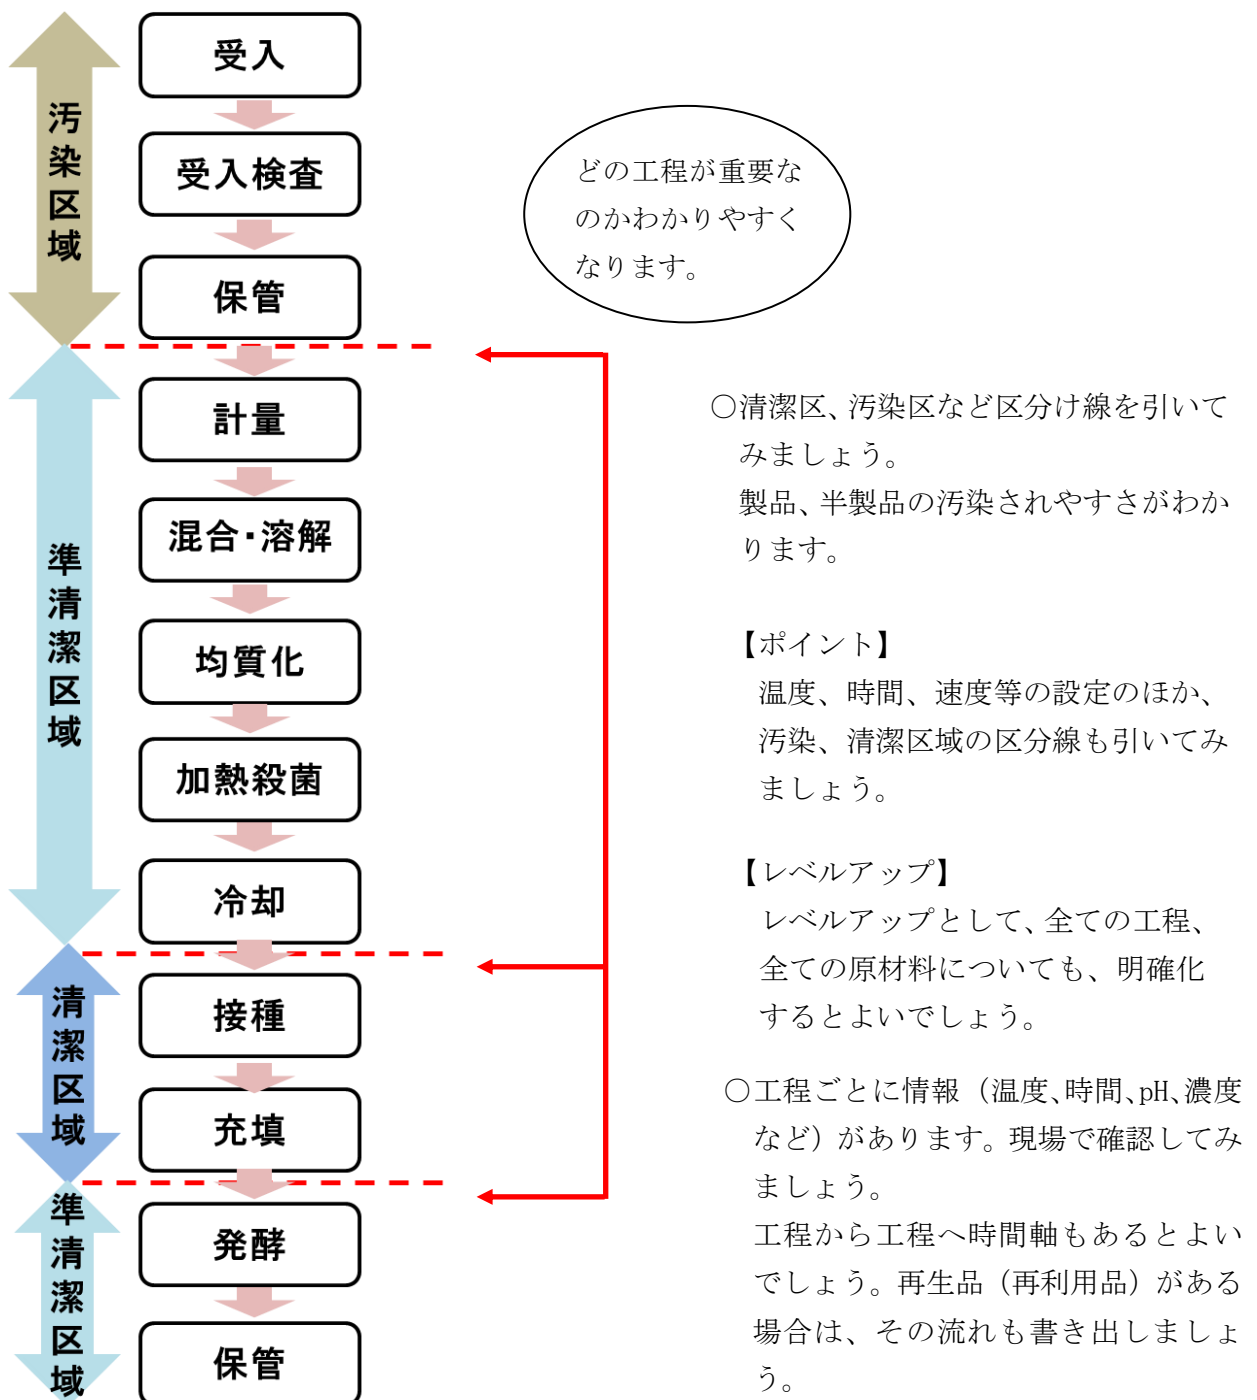 汚染区域
受入
受入検査
保管
どの工程が重要な
のかわかりやすく
なります。
準清潔区域
計量
混合・溶解
均質化
加熱殺菌
冷却
清潔区域
接種
充填
準清潔区域
発酵
保管
○清潔区、汚染区など区分け線を引いて
みましょう。
製品、半製品の汚染されやすさがわか
ります。
【ポイント】
温度、時間、速度等の設定のほか、
汚染、清潔区域の区分線も引いてみ
ましょう。
【レベルアップ】
レベルアップとして、全ての工程、
全ての原材料についても、明確化
するとよいでしょう。
○工程ごとに情報（温度、時間、pH、濃度
など）があります。現場で確認してみ
ましょう。
工程から工程へ時間軸もあるとよい
でしょう。再生品（再利用品）がある
場合は、その流れも書き出しましょ
う。